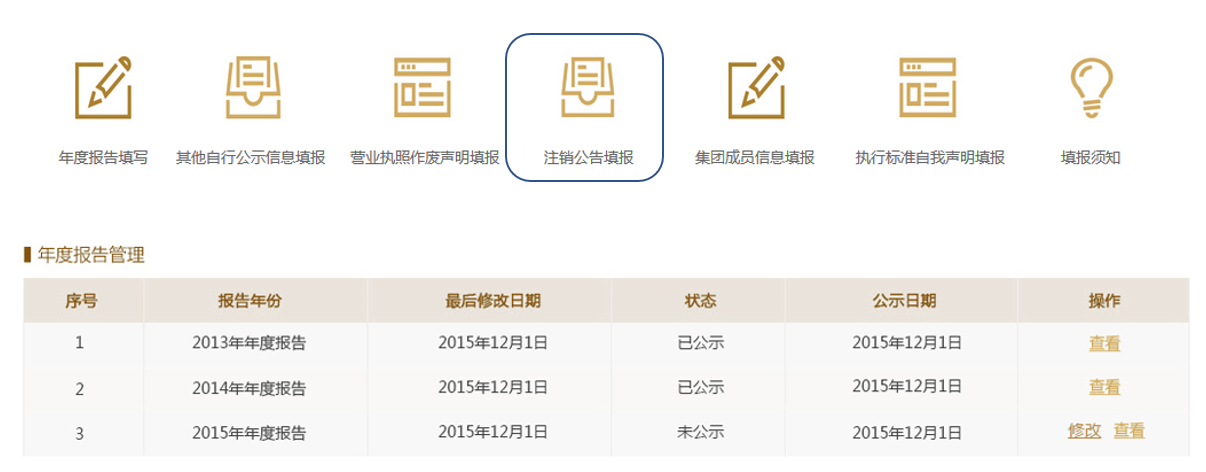 年度报告填写 其他自行公示信息填报 营业执照作废声明填报 注销公告填报 集团成员信息填报 执行标准自我声明填报 填报须知
年度报告管理
序号 报告年份 最后修改日期 状态 公示日期 操作
1 2013年年度报告 2015年12月1日 已公示 2015年12月1日 查看
2 2014年年度报告 2015年12月1日 已公示 2015年12月1日 查看
3 2015年年度报告 2015年12月1日 未公示 2015年12月1日 修改 查看